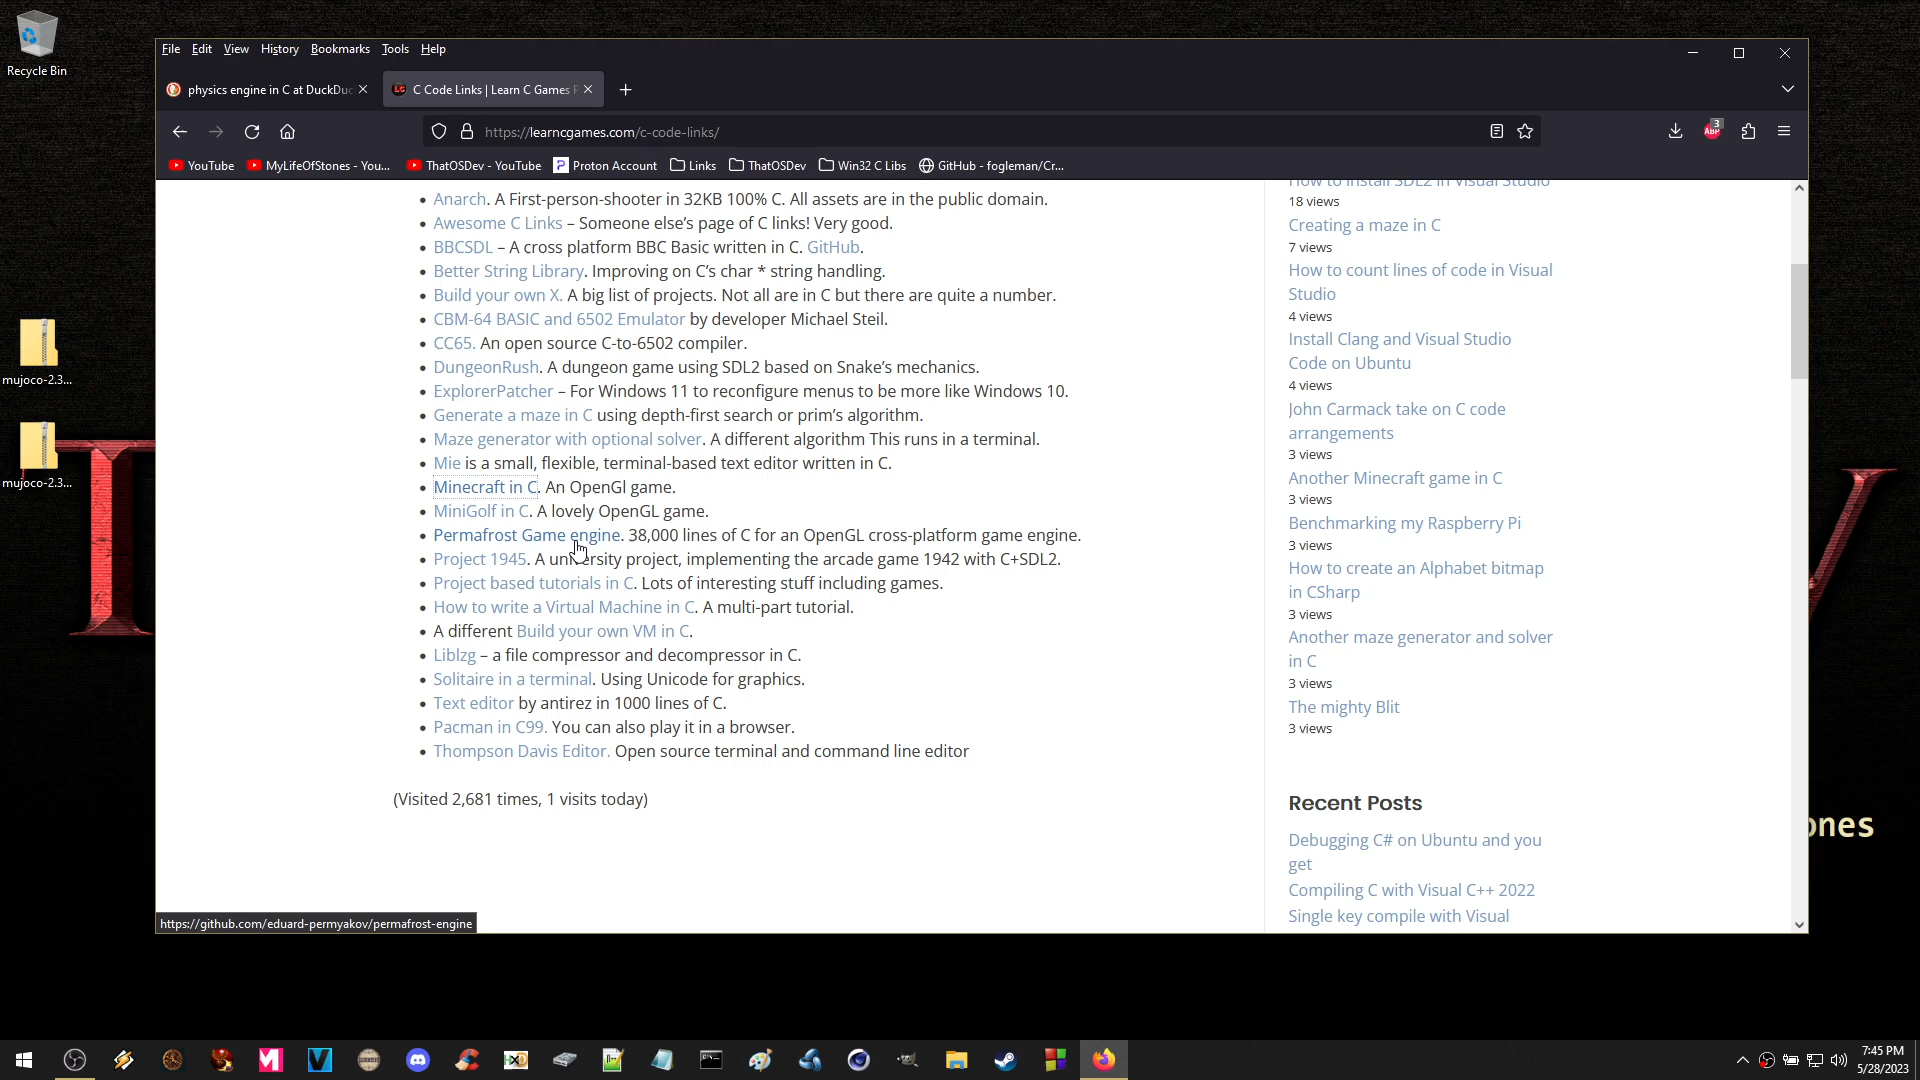 Recycle Bin
mujoco-2.3...
mujoco-2.3...
File Edit View History Bookmarks Tools Help
physics engine in C at DuckDuc
C Code Links | Learn C Games P
https://learncgames.com/c-code-links/
3
ABP
YouTube
MyLifeOfStones - You...
ThatOSDev - YouTube
Proton Account
Links
ThatOSDev
Win32 C Libs
GitHub - fogleman/Cr...
Anarch. A First-person-shooter in 32KB 100% C. All assets are in the public domain.
Awesome C Links – Someone else’s page of C links! Very good.
BBCSDL – A cross platform BBC Basic written in C. GitHub.
Better String Library. Improving on C’s char * string handling.
Build your own X. A big list of projects. Not all are in C but there are quite a number.
CBM-64 BASIC and 6502 Emulator by developer Michael Steil.
CC65. An open source C-to-6502 compiler.
DungeonRush. A dungeon game using SDL2 based on Snake’s mechanics.
ExplorerPatcher – For Windows 11 to reconfigure menus to be more like Windows 10.
Generate a maze in C using depth-first search or prim’s algorithm.
Maze generator with optional solver. A different algorithm This runs in a terminal.
Mie is a small, flexible, terminal-based text editor written in C.
Minecraft in C. An OpenGl game.
MiniGolf in C. A lovely OpenGL game.
Permafrost Game engine. 38,000 lines of C for an OpenGL cross-platform game engine.
Project 1945. A university project, implementing the arcade game 1942 with C+SDL2.
Project based tutorials in C. Lots of interesting stuff including games.
How to write a Virtual Machine in C. A multi-part tutorial.
A different Build your own VM in C.
Liblzg – a file compressor and decompressor in C.
Solitaire in a terminal. Using Unicode for graphics.
Text editor by antirez in 1000 lines of C.
Pacman in C99. You can also play it in a browser.
Thompson Davis Editor. Open source terminal and command line editor
(Visited 2,681 times, 1 visits today)
How to install SDL2 in Visual Studio
18 views
Creating a maze in C
7 views
How to count lines of code in Visual
Studio
4 views
Install Clang and Visual Studio
Code on Ubuntu
4 views
John Carmack take on C code
arrangements
3 views
Another Minecraft game in C
3 views
Benchmarking my Raspberry Pi
3 views
How to create an Alphabet bitmap
in CSharp
3 views
Another maze generator and solver
in C
3 views
The mighty Blit
3 views
Recent Posts
Debugging C# on Ubuntu and you
get
Compiling C with Visual C++ 2022
Single key compile with Visual
https://github.com/eduard-permyakov/permafrost-engine
ones
7:45 PM
5/28/2023